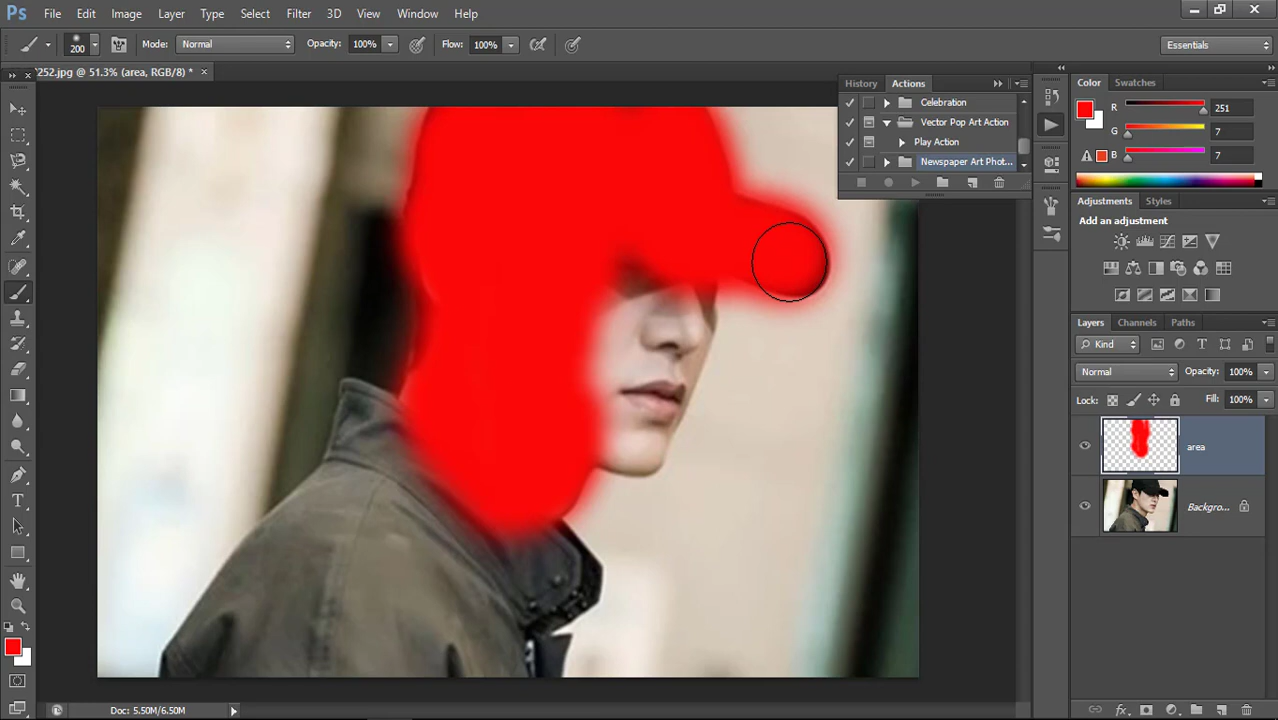 Ps File Edit Image Layer Type Select Filter 3D View Window Help
200 Mode: Normal Opacity: 100% Flow: 100% Essentials
252.jpg @ 51.3% (area, RGB/8) *
History Actions
Celebration
Vector Pop Art Action
Play Action
Newspaper Art Phot...
Color Swatches
R 251
G 7
B 7
Adjustments Styles
Add an adjustment
Layers Channels Paths
Kind
Normal Opacity: 100%
Lock: Fill: 100%
area
Backgro...
Doc: 5.50M/6.50M